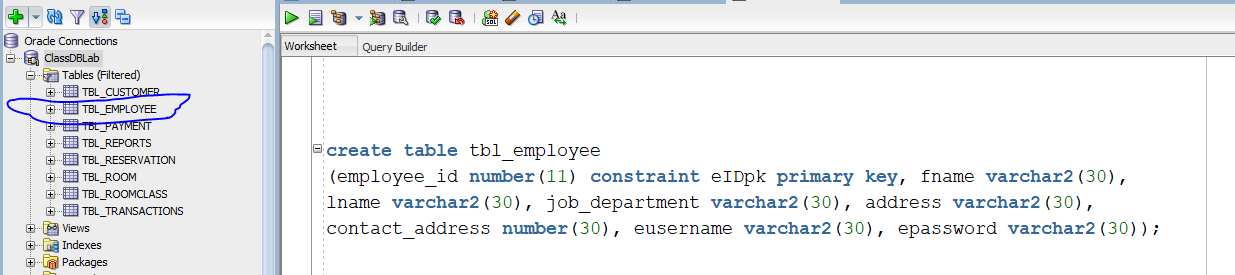 Worksheet
Query Builder
Oracle Connections
ClassDBLab
Tables (Filtered)
TBL_CUSTOMER
TBL_EMPLOYEE
TBL_PAYMENT
TBL_REPORTS
TBL_RESERVATION
TBL_ROOM
TBL_ROOMCLASS
TBL_TRANSACTIONS
Views
Indexes
Packages
create table tbl_employee
(employee_id number(11) constraint eIDpk primary key, fname varchar2(30),
lname varchar2(30), job_department varchar2(30), address varchar2(30),
contact_address number(30), eusername varchar2(30), epassword varchar2(30));